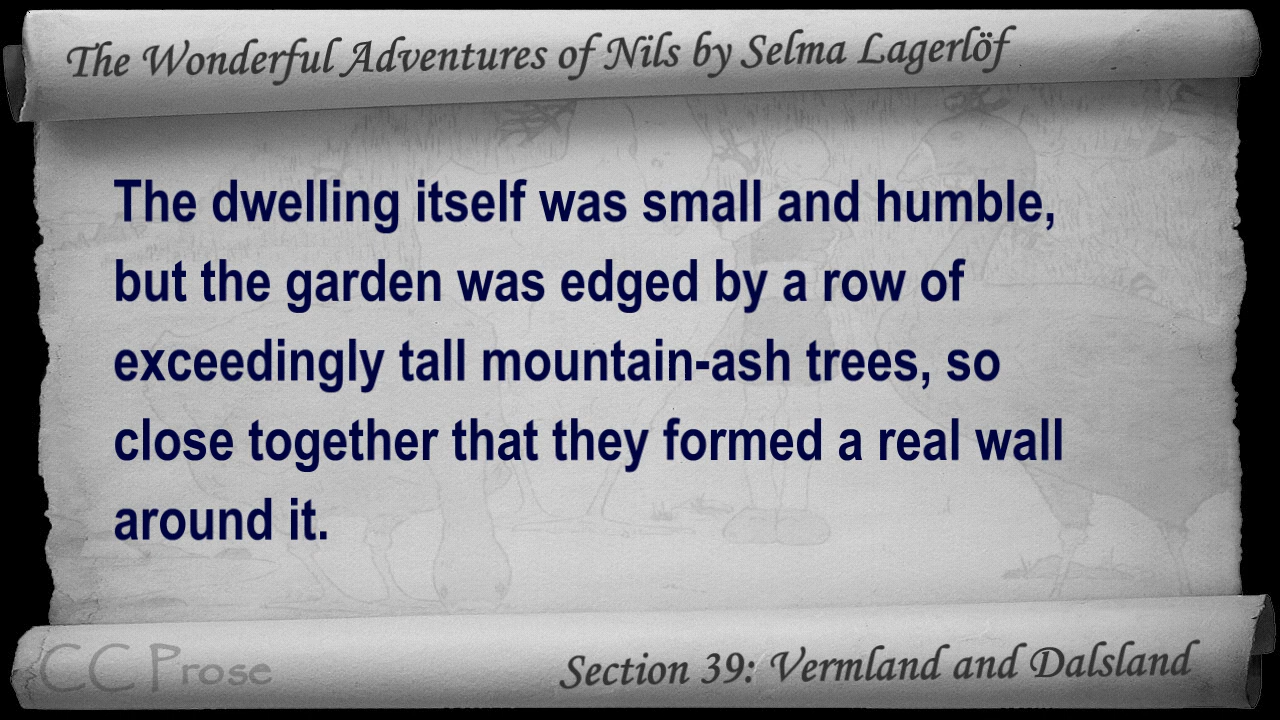 The Wonderful Adventures of Nils by Selma Lagerlöf
The dwelling itself was small and humble,
but the garden was edged by a row of
exceedingly tall mountain-ash trees, so
close together that they formed a real wall
around it.
CC Prose
Section 39: Vermland and Dalsland